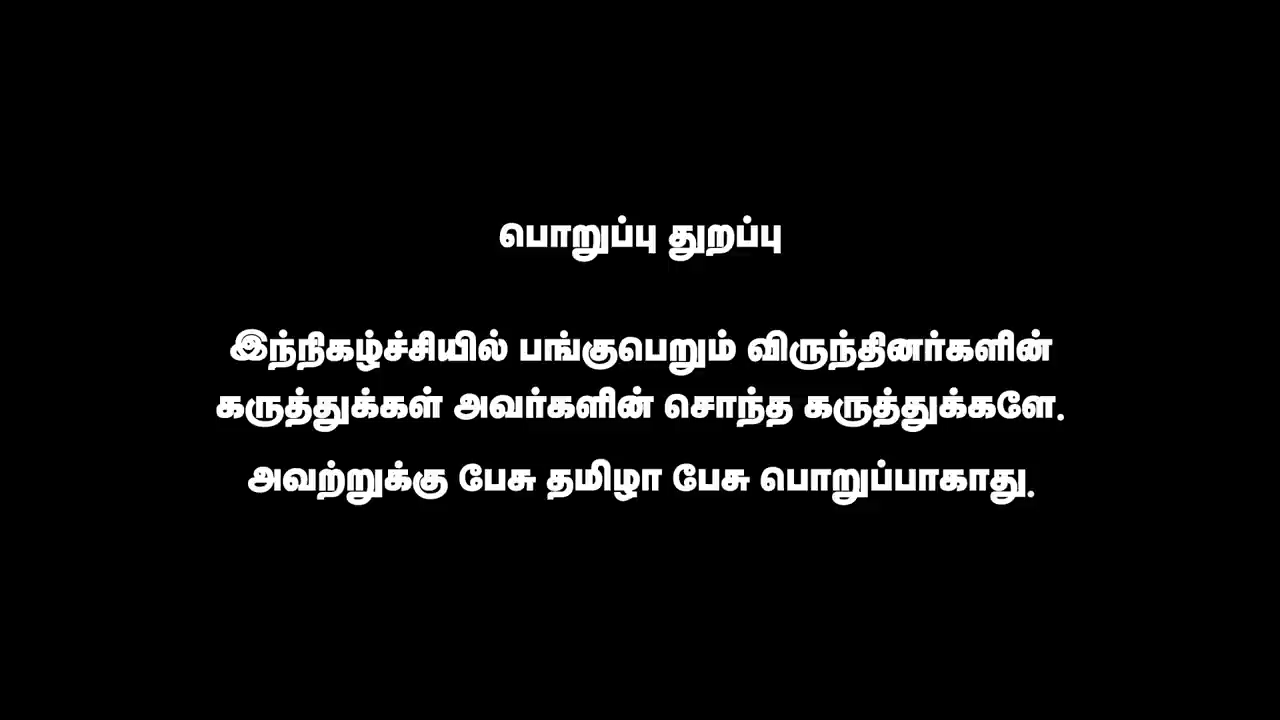 பொறுப்பு துறப்பு
இந்நிகழ்ச்சியில் பங்குபெறும் விருந்தினர்களின்
கருத்துக்கள் அவர்களின் சொந்த கருத்துக்களே.
அவற்றுக்கு பேசு தமிழா பேசு பொறுப்பாகாது.